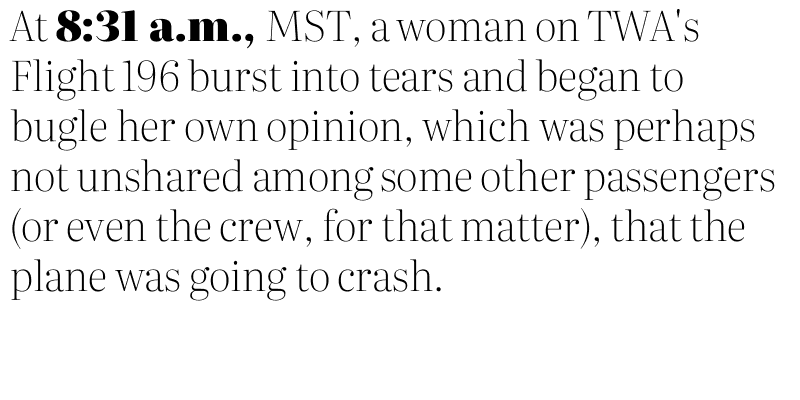 At 8:31 a.m., MST, a woman on TWA's
Flight 196 burst into tears and began to
bugle her own opinion, which was perhaps
not unshared among some other passengers
(or even the crew, for that matter), that the
plane was going to crash.